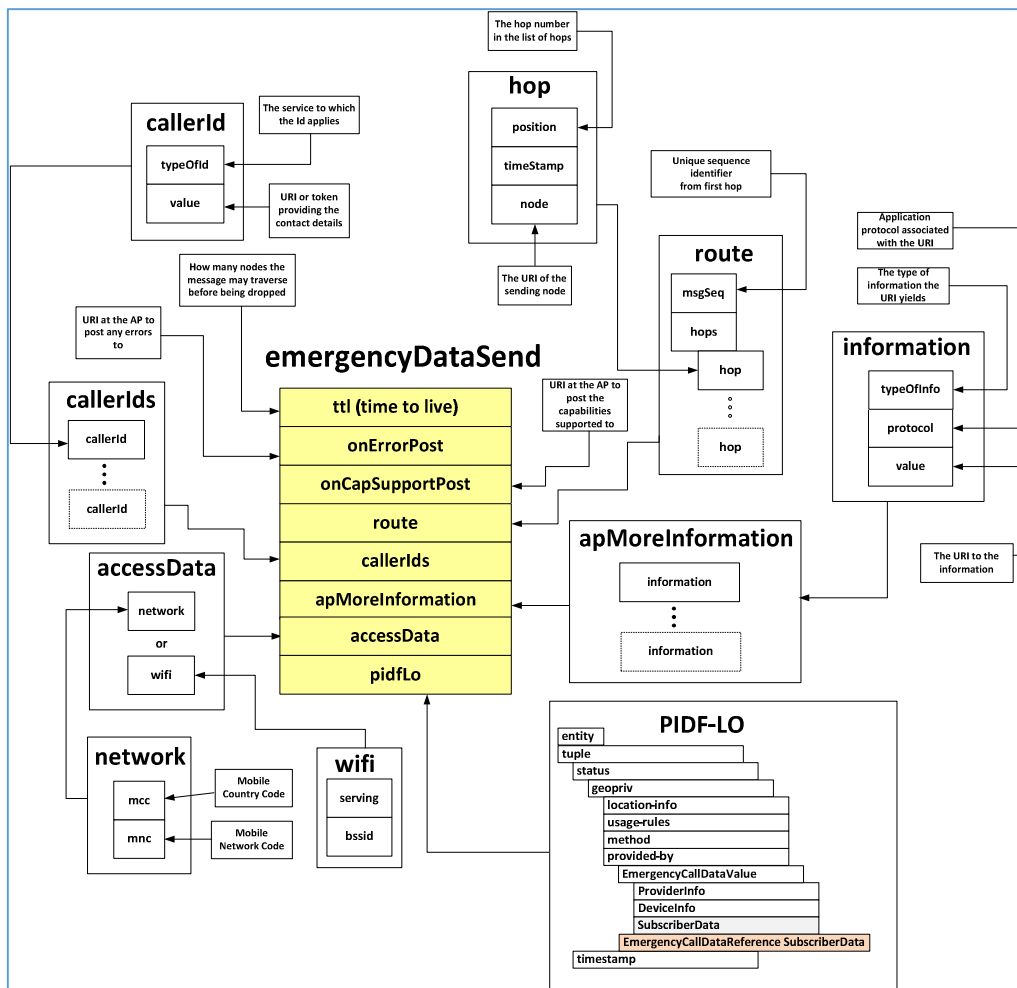 The hop number
in the list of hops
hop
position
timeStamp
node
The URI of the
sending node
callerId
typeOfId
value
The service to which
the Id applies
URI or token
providing the
contact details
Unique sequence
identifier
from first hop
route
msgSeq
hops
hop
hop
Application
protocol associated
with the URI
The type of
information the
URI yields
information
typeOfInfo
protocol
value
The URI to the
information
How many nodes the
message may traverse
before being dropped
URI at the AP to
post any errors
to
emergencyDataSend
ttl (time to live)
onErrorPost
onCapSupportPost
route
callerIds
apMoreInformation
accessData
pidfLo
URI at the AP to
post the
capabilities
supported to
callerIds
callerId
callerId
accessData
network
or
wifi
apMoreInformation
information
information
network
mcc
mnc
Mobile
Country Code
Mobile
Network Code
wifi
serving
bssid
PIDF-LO
entity
tuple
status
geopriv
location-info
usage-rules
method
provided-by
EmergencyCallDataValue
ProviderInfo
DeviceInfo
SubscriberData
EmergencyCallDataReference SubscriberData
timestamp